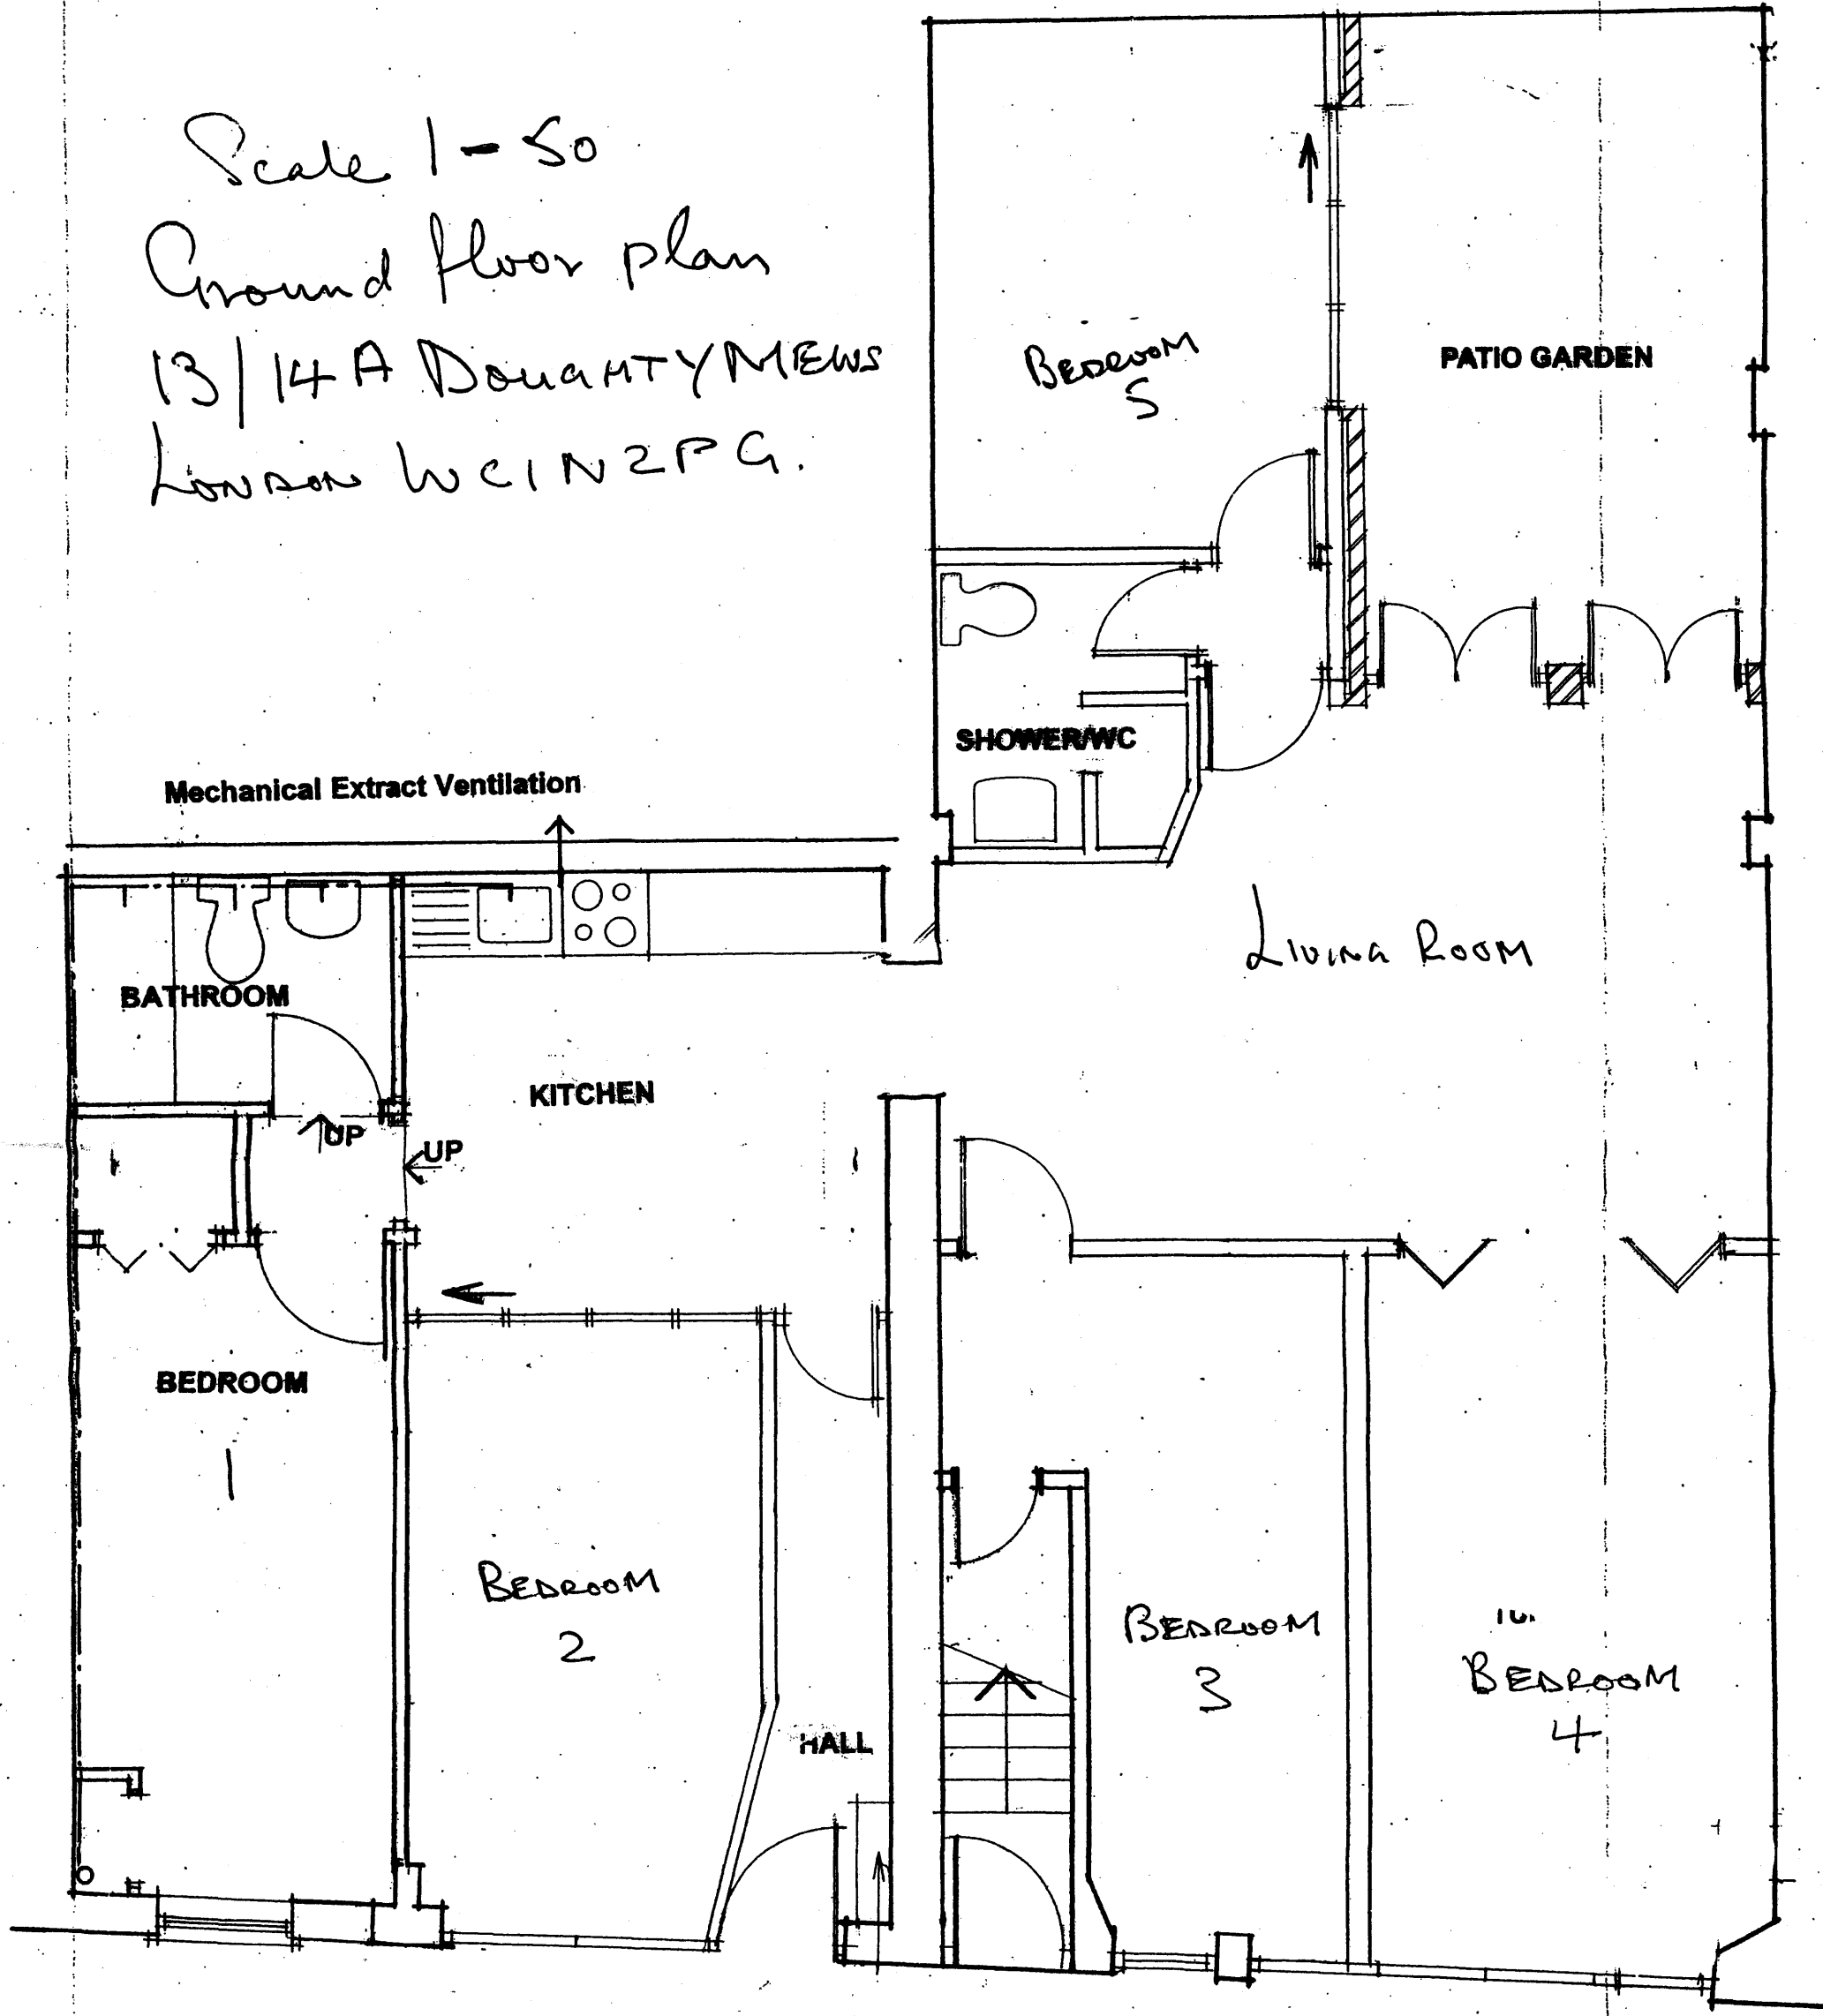 Scale 1-50
Ground floor plan
13/14A DOUGHTY MEWS
LONDON WC1N 2PG.
BEDROOM
5
PATIO GARDEN
SHOWER/WC
Mechanical Extract Ventilation
LIVING ROOM
BATHROOM
KITCHEN
UP
UP
BEDROOM
1
BEDROOM
2
BEDROOM
3
BEDROOM
4
HALL